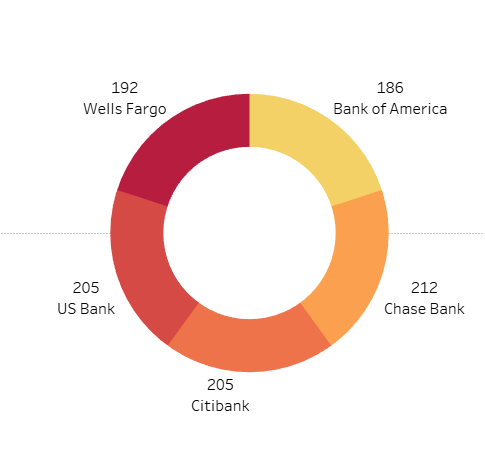 192
Wells Fargo
186
Bank of America
205
US Bank
212
Chase Bank
205
Citibank